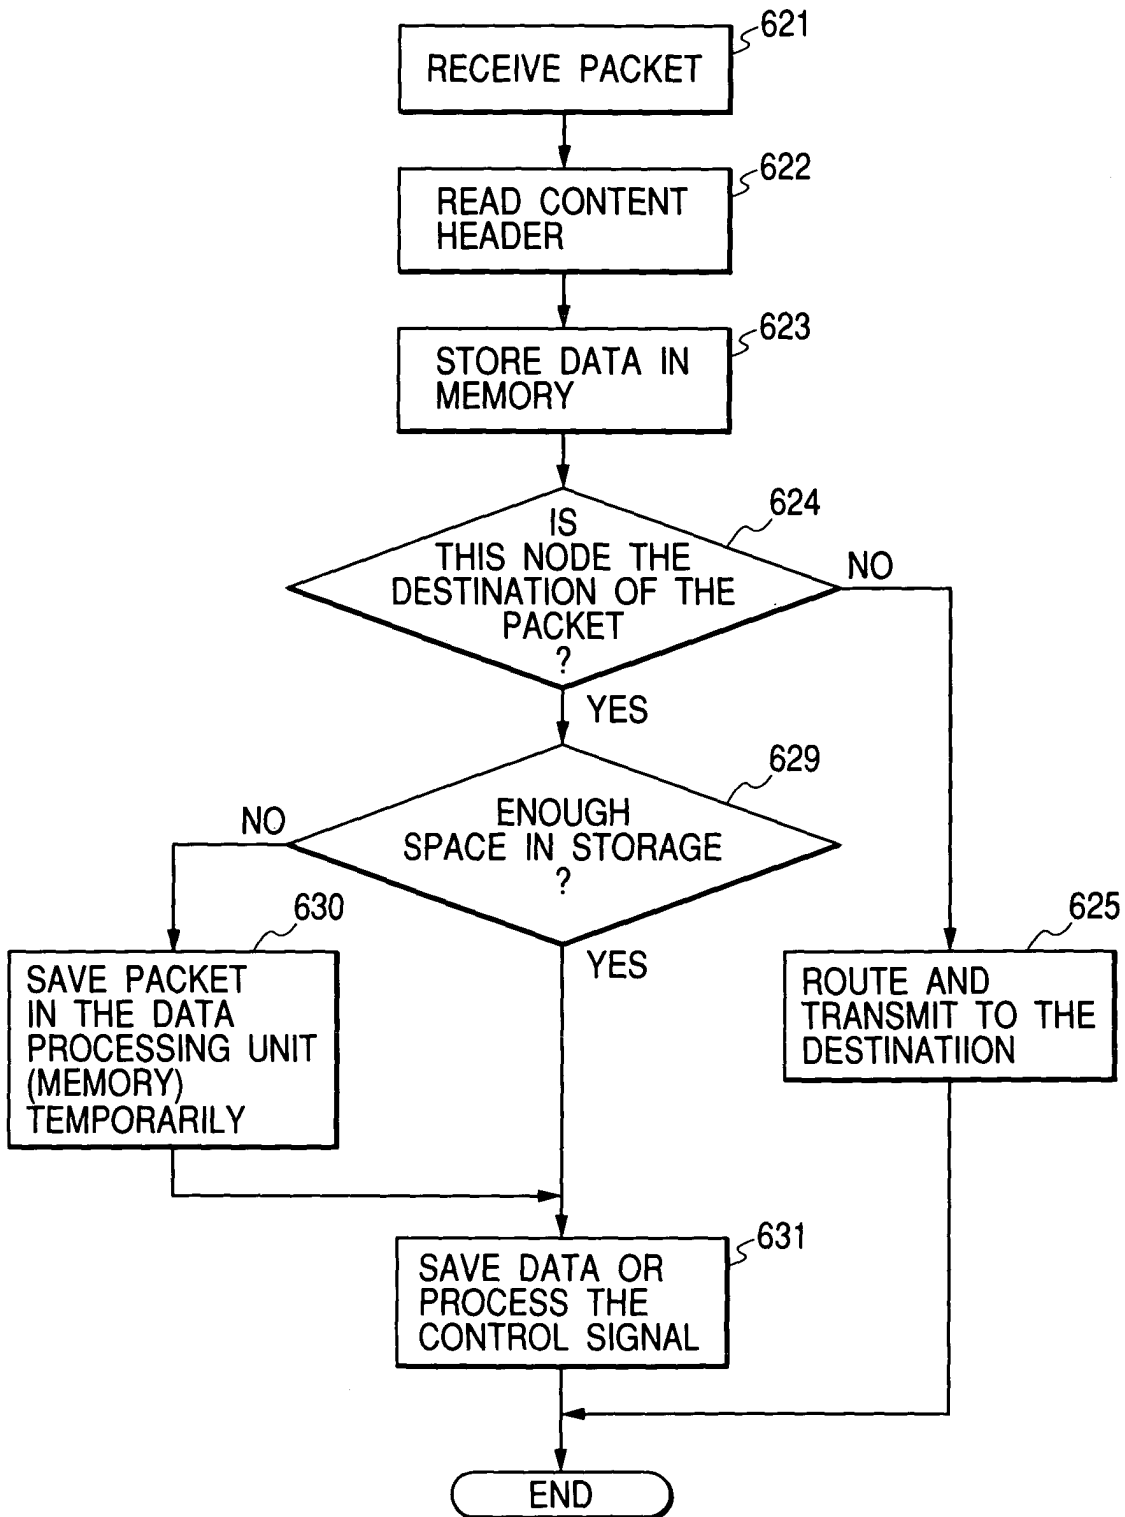 621
RECEIVE PACKET
622
READ CONTENT
HEADER
623
STORE DATA IN
MEMORY
624
IS
THIS NODE THE
DESTINATION OF THE
PACKET
?
NO
YES
629
ENOUGH
SPACE IN STORAGE
?
NO
YES
630
SAVE PACKET
IN THE DATA
PROCESSING UNIT
(MEMORY)
TEMPORARILY
625
ROUTE AND
TRANSMIT TO THE
DESTINATIION
631
SAVE DATA OR
PROCESS THE
CONTROL SIGNAL
END